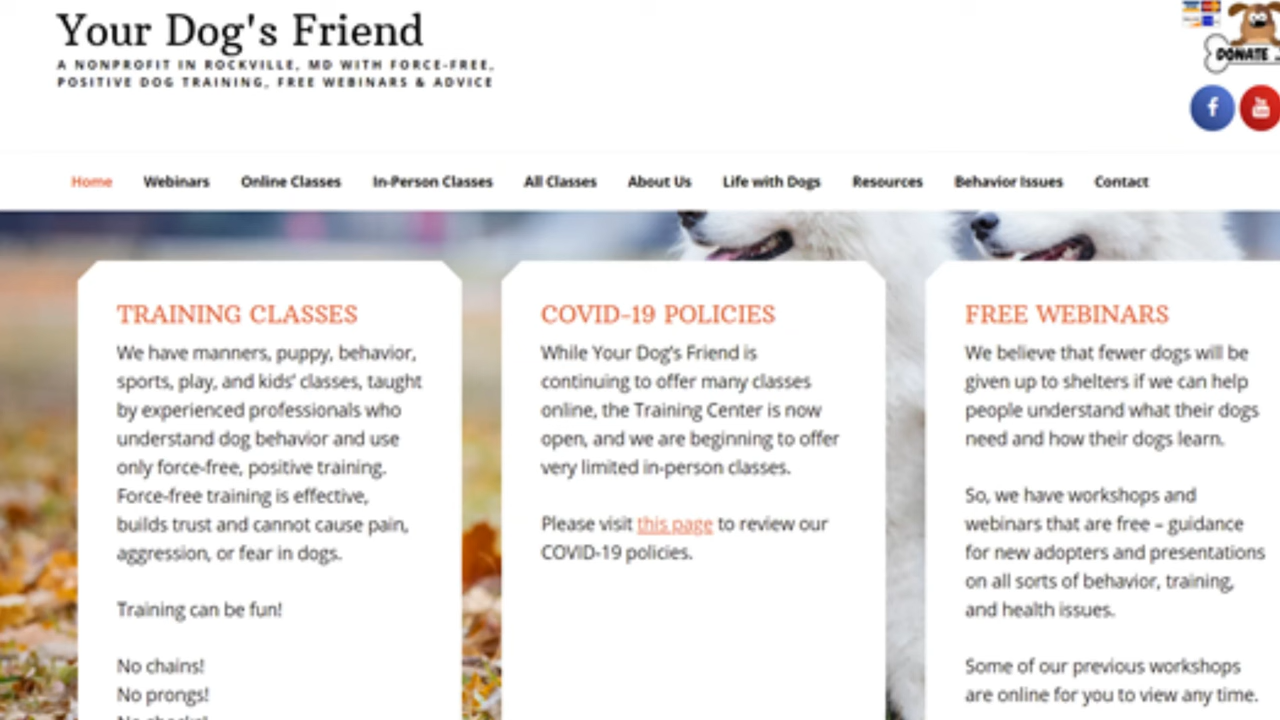 Your Dog's Friend
A NONPROFIT IN ROCKVILLE, MD WITH FORCE-FREE,
POSITIVE DOG TRAINING, FREE WEBINARS & ADVICE
DONATE
f
You
Home Webinars Online Classes In-Person Classes All Classes About Us Life with Dogs Resources Behavior Issues Contact
TRAINING CLASSES
We have manners, puppy, behavior,
sports, play, and kids' classes, taught
by experienced professionals who
understand dog behavior and use
only force-free, positive training.
Force-free training is effective,
builds trust and cannot cause pain,
aggression, or fear in dogs.
Training can be fun!
No chains!
No prongs!
COVID-19 POLICIES
While Your Dog's Friend is
continuing to offer many classes
online, the Training Center is now
open, and we are beginning to offer
very limited in-person classes.
Please visit this page to review our
COVID-19 policies.
FREE WEBINARS
We believe that fewer dogs will be
given up to shelters if we can help
people understand what their dogs
need and how their dogs learn.
So, we have workshops and
webinars that are free – guidance
for new adopters and presentations
on all sorts of behavior, training,
and health issues.
Some of our previous workshops
are online for you to view any time.